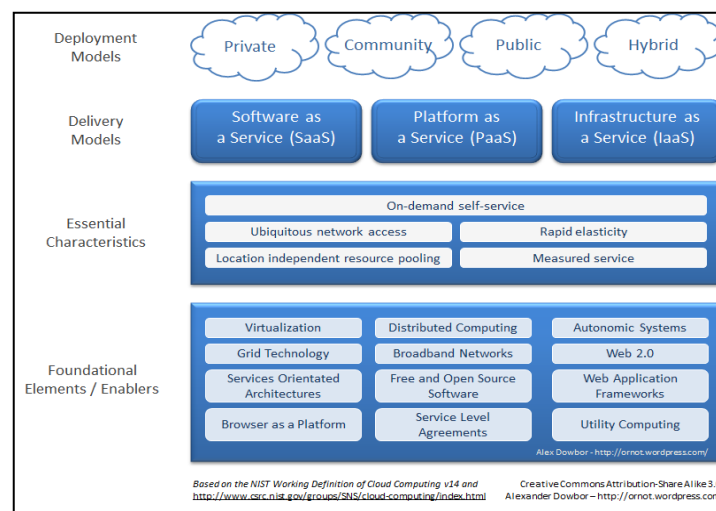 Deployment
Models
Private
Community
Public
Hybrid
Delivery
Models
Software as
a Service (SaaS)
Platform as
a Service (PaaS)
Infrastructure as
a Service (IaaS)
Essential
Characteristics
On-demand self-service
Ubiquitous network access
Rapid elasticity
Location independent resource pooling
Measured service
Foundational
Elements / Enablers
Virtualization
Distributed Computing
Autonomic Systems
Grid Technology
Broadband Networks
Web 2.0
Services Orientated
Architectures
Free and Open Source
Software
Web Application
Frameworks
Browser as a Platform
Service Level
Agreements
Utility Computing
Alex Dowbor - http://ornot.wordpress.com/
Based on the NIST Working Definition of Cloud Computing v14 and
http://www.csrc.nist.gov/groups/SNS/cloud-computing/index.html
Creative Commons Attribution-Share Alike 3.
Alexander Dowbor – http://ornot.wordpress.com